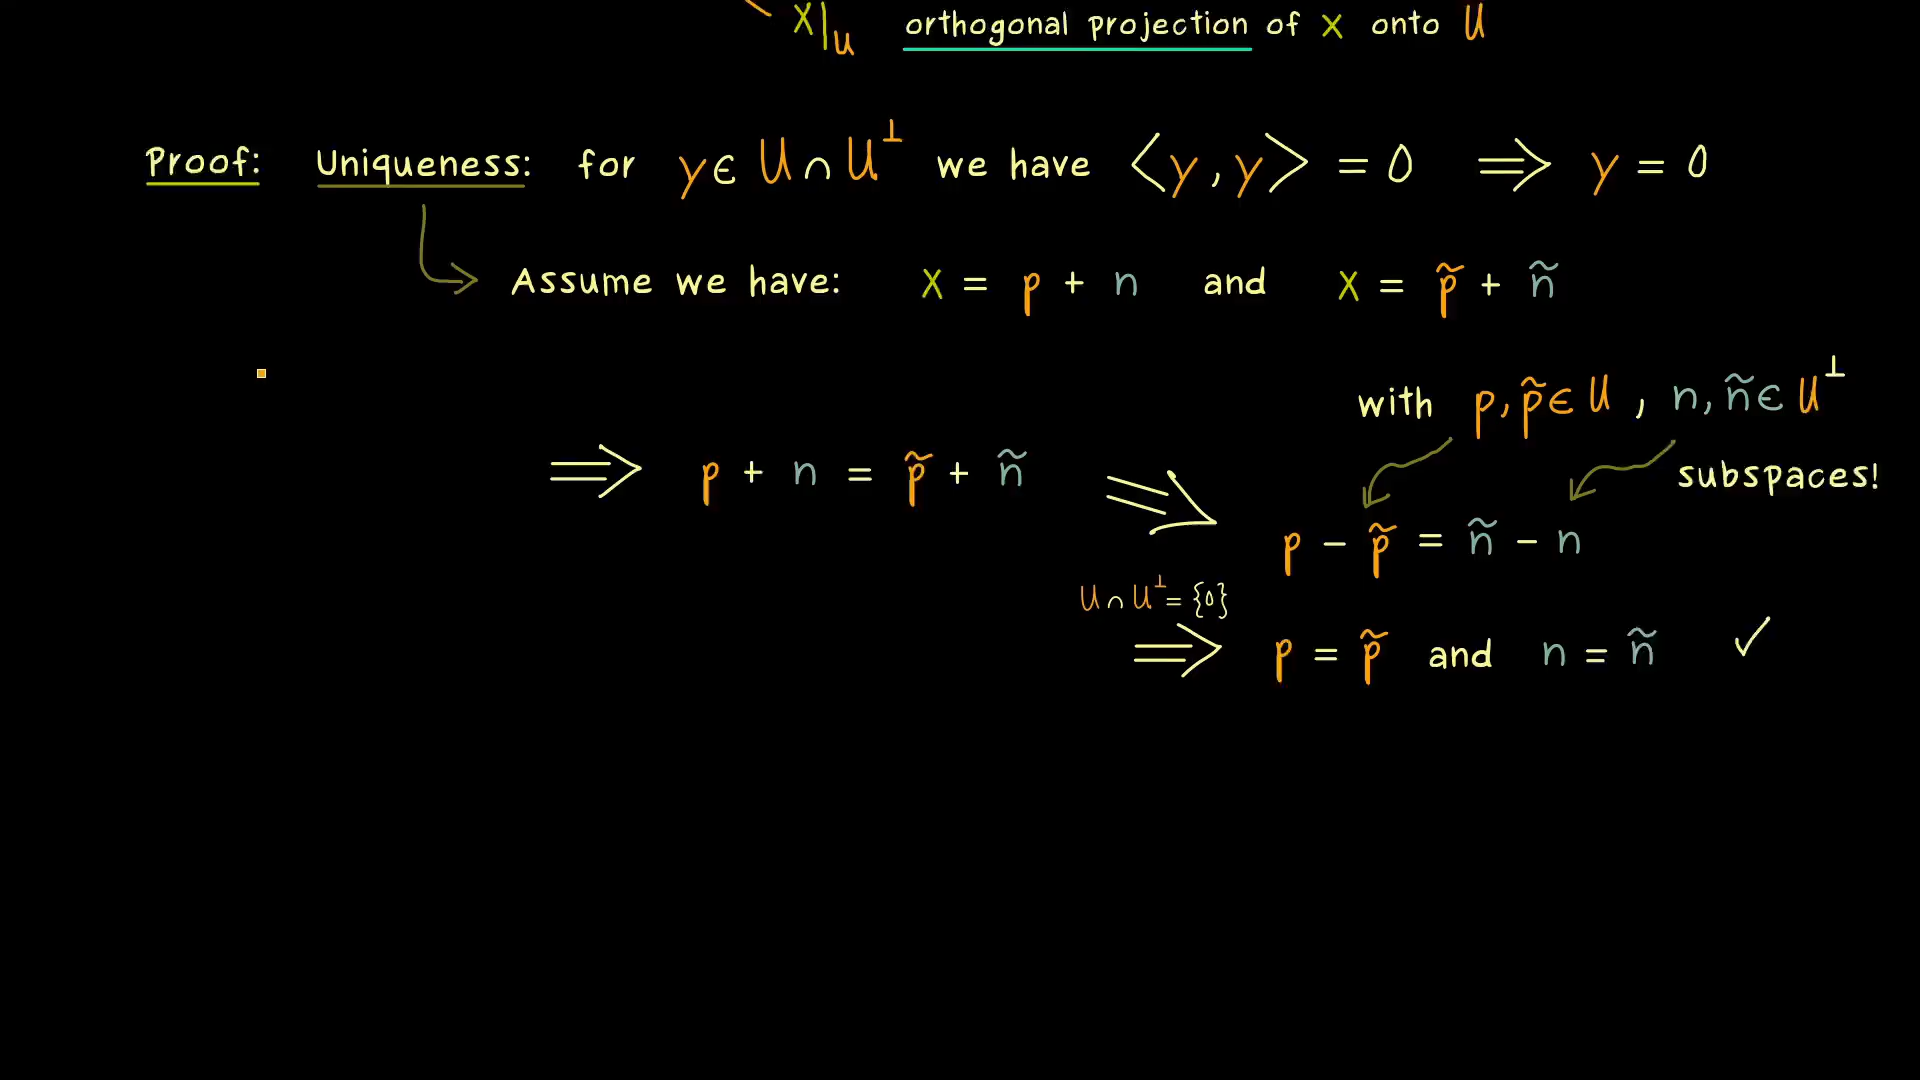 x|ᵤ orthogonal projection of x onto U
Proof: Uniqueness: for y ∈ U ∩ U^⊥ we have ⟨y, y⟩ = 0 ⟹ y = 0
Assume we have: x = p + n and x = p̃ + ñ
with p, p̃ ∈ U , n, ñ ∈ U^⊥
⟹ p + n = p̃ + ñ ⟹
subspaces!
p − p̃ = ñ − n
U ∩ U^⊥ = {0}
⟹ p = p̃ and n = ñ ✓